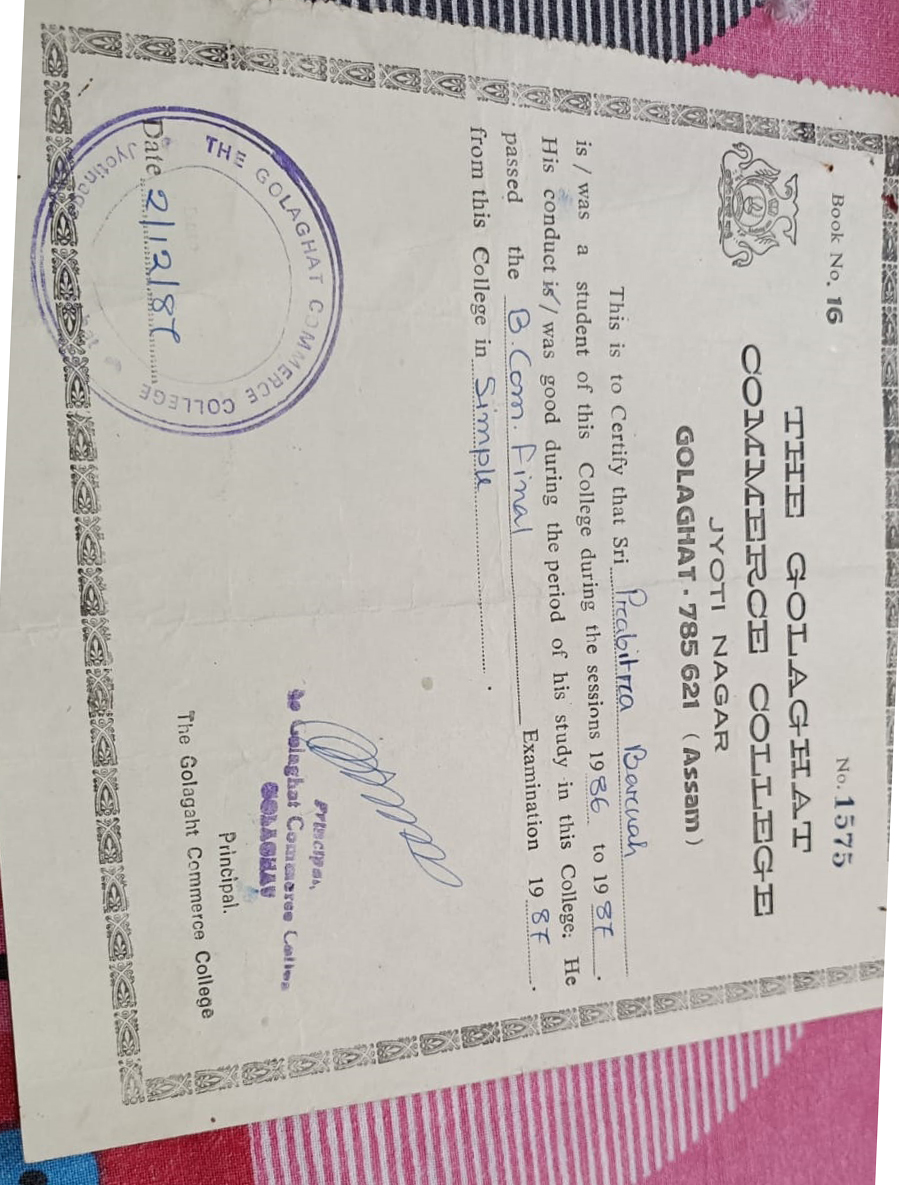 Book No. 16
No. 1575
THE GOLAGHAT
COMMERCE COLLEGE
JYOTI NAGAR
GOLAGHAT - 785 621 (Assam)
This is to Certify that Sri Prabitra Baruah
is / was a student of this College during the sessions 1986 to 1987.
His conduct is / was good during the period of his study in this College: He
passed the B. Com. Final Examination 1987.
from this College in Simple.
Date 2/12/87
THE GOLAGHAT COMMERCE COLLEGE
Principal,
Golaghat Commerce
Principal.
The Golagaht Commerce College